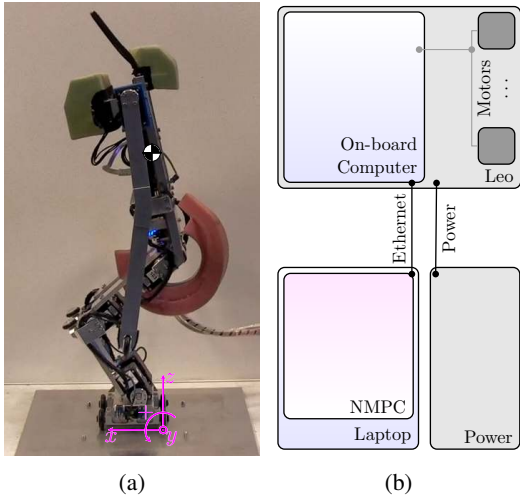 z
x
y
(a)
On-board
Computer
Motors
...
Leo
Ethernet
Power
NMPC
Laptop
Power
(b)